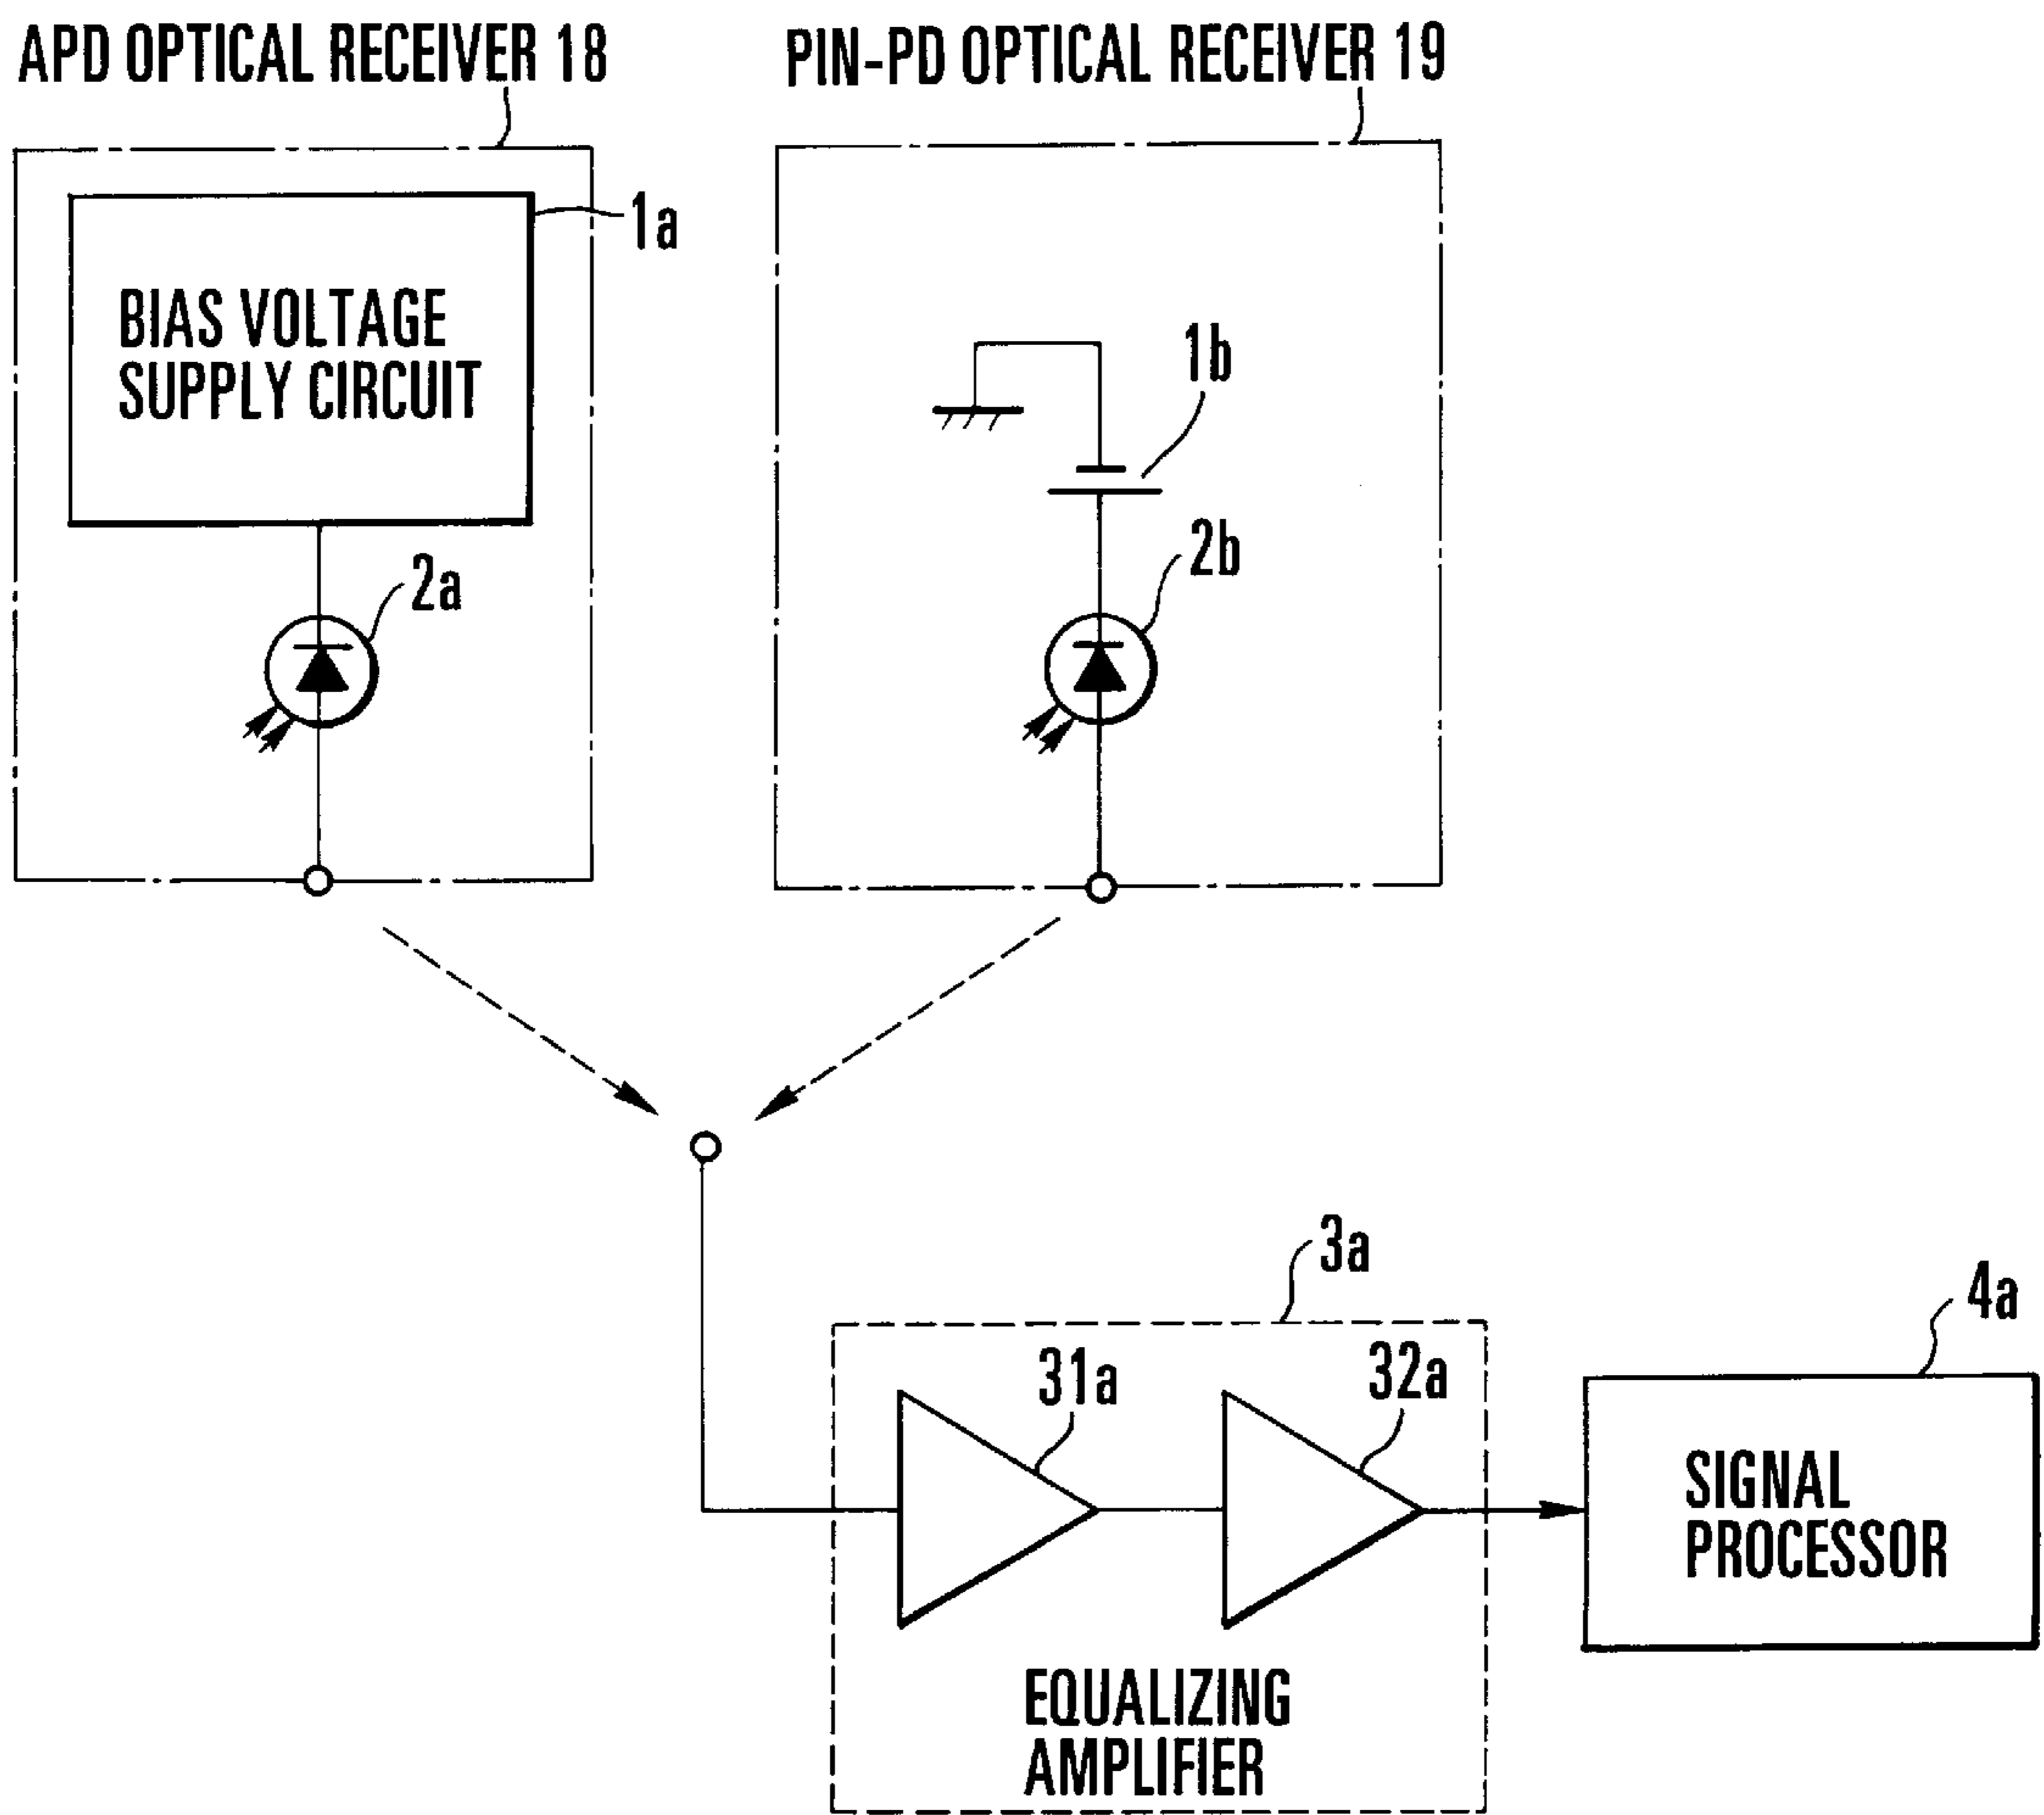 APD OPTICAL RECEIVER 18
PIN-PD OPTICAL RECEIVER 19
1a
BIAS VOLTAGE
SUPPLY CIRCUIT
1b
2a
2b
3a
4a
31a
32a
SIGNAL
PROCESSOR
EQUALIZING
AMPLIFIER